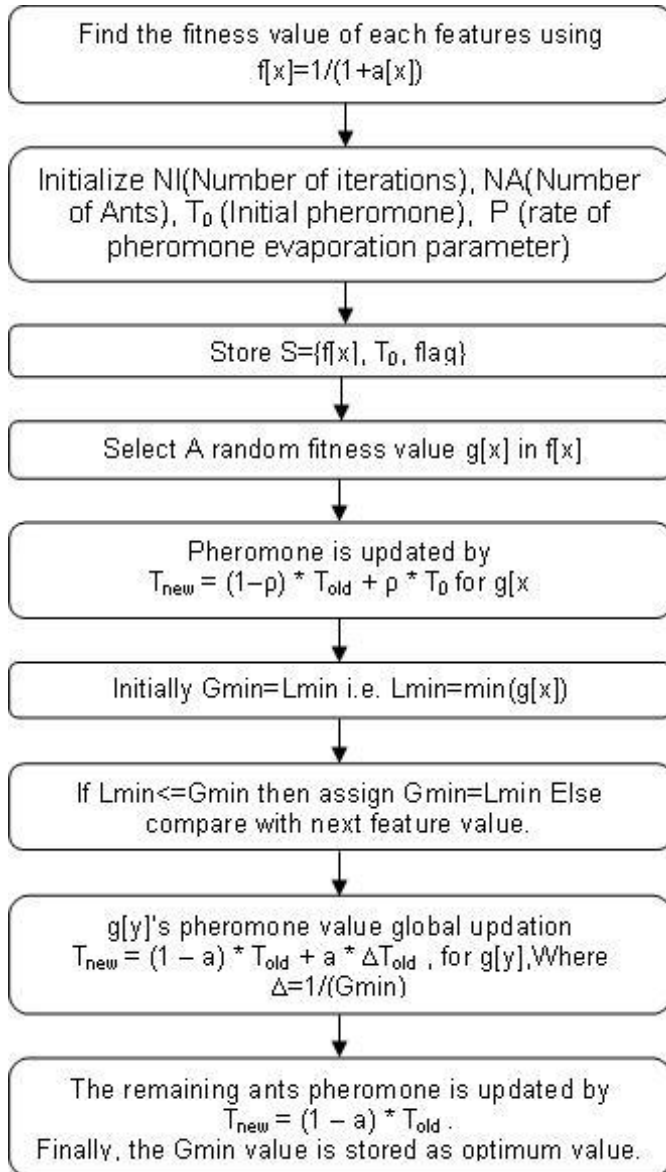 Find the fitness value of each features using
f[x]=1/(1+a[x])
Initialize NI(Number of iterations), NA(Number
of Ants), T₀ (Initial pheromone), P (rate of
pheromone evaporation parameter)
Store S={f[x], T₀, flag}
Select A random fitness value g[x] in f[x]
Pheromone is updated by
Tnew = (1−ρ) * Told + ρ * T₀ for g[x
Initially Gmin=Lmin i.e. Lmin=min(g[x])
If Lmin<=Gmin then assign Gmin=Lmin Else
compare with next feature value.
g[y]'s pheromone value global updation
Tnew = (1 − a) * Told + a * ΔTold , for g[y],Where
Δ=1/(Gmin)
The remaining ants pheromone is updated by
Tnew = (1 − a) * Told .
Finally, the Gmin value is stored as optimum value.